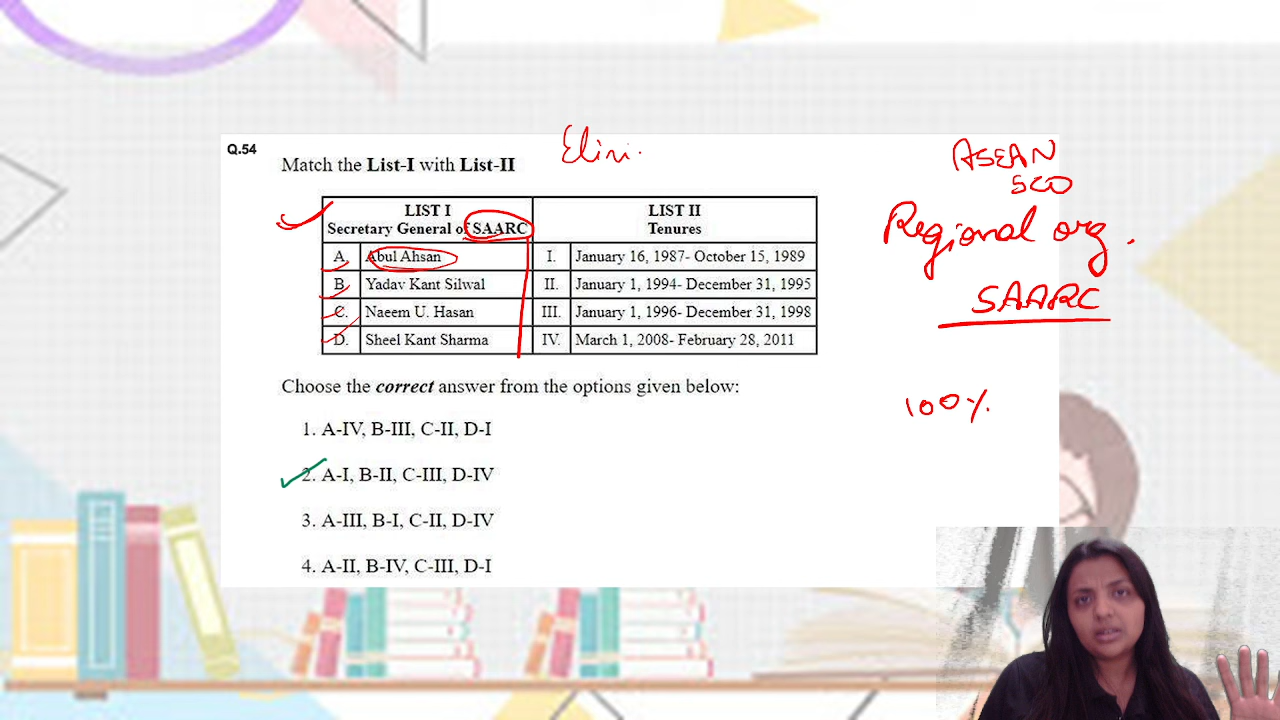 Elini.
Q.54
Match the List-I with List-II
LIST I
Secretary General of SAARC
LIST II
Tenures
A. Abul Ahsan I. January 16, 1987- October 15, 1989
B. Yadav Kant Silwal II. January 1, 1994- December 31, 1995
C. Naeem U. Hasan III. January 1, 1996- December 31, 1998
D. Sheel Kant Sharma IV. March 1, 2008- February 28, 2011
Choose the correct answer from the options given below:
1. A-IV, B-III, C-II, D-I
2. A-I, B-II, C-III, D-IV
3. A-III, B-I, C-II, D-IV
4. A-II, B-IV, C-III, D-I
ASEAN
SCO
Regional org.
SAARC
100%